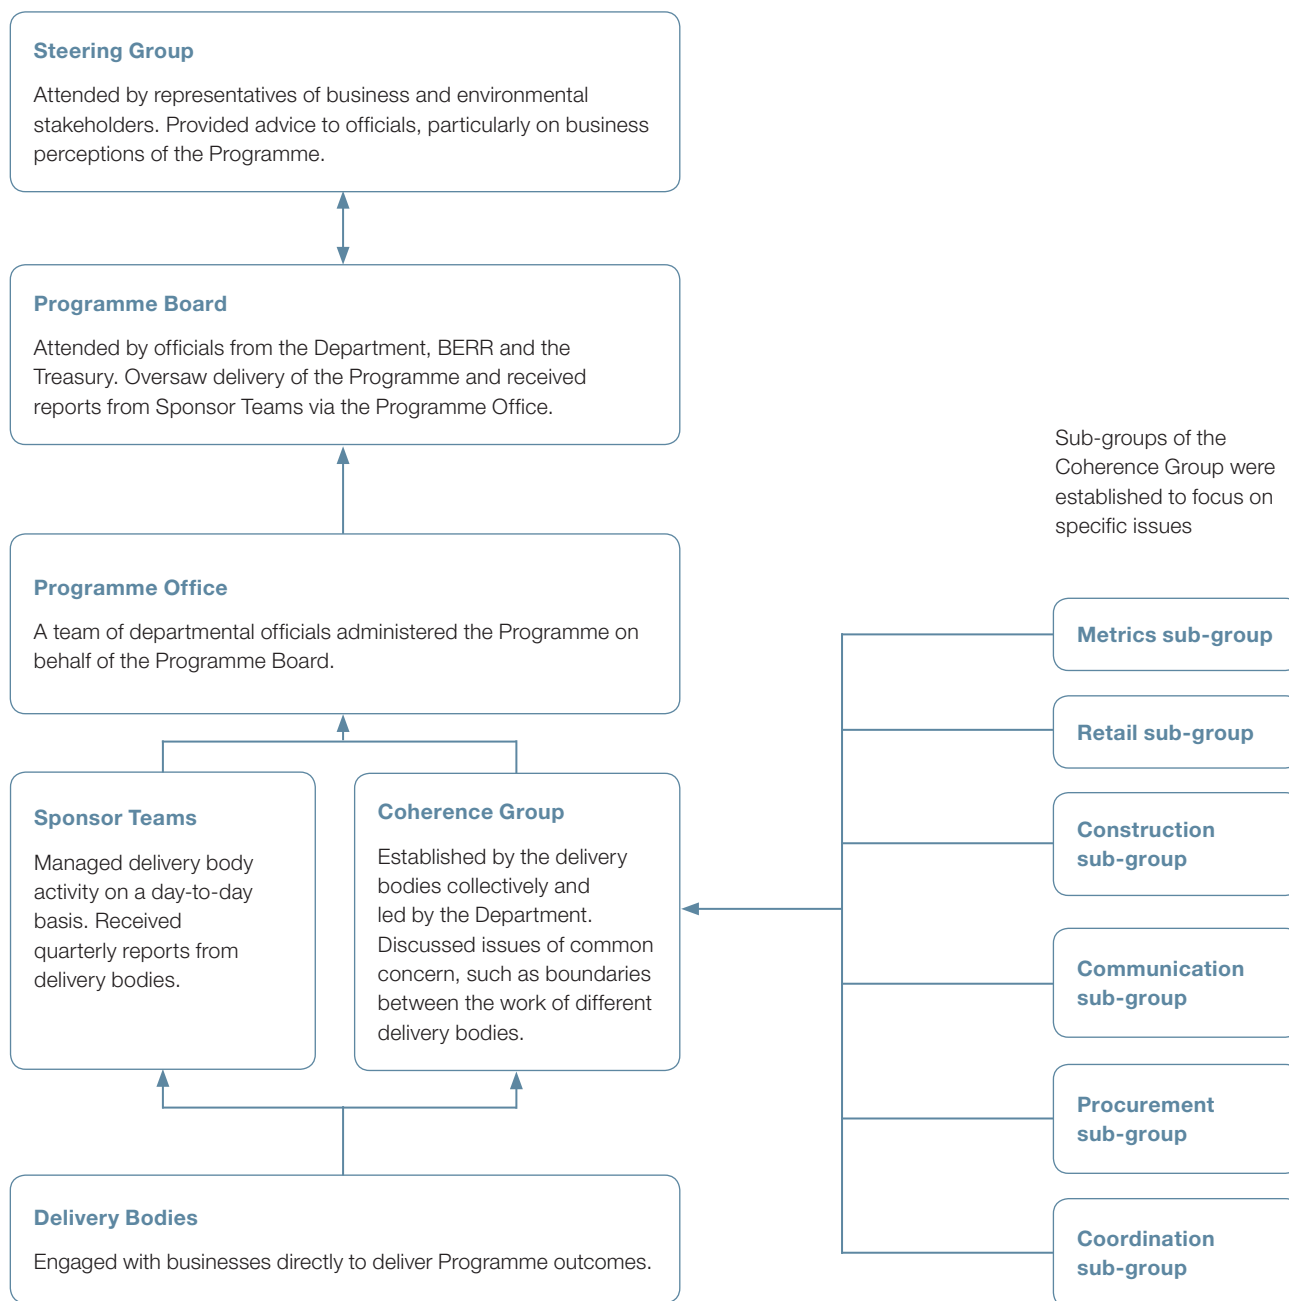 Steering Group
Attended by representatives of business and environmental
stakeholders. Provided advice to officials, particularly on business
perceptions of the Programme.
Programme Board
Attended by officials from the Department, BERR and the
Treasury. Oversaw delivery of the Programme and received
reports from Sponsor Teams via the Programme Office.
Programme Office
A team of departmental officials administered the Programme on
behalf of the Programme Board.
Sponsor Teams
Managed delivery body
activity on a day-to-day
basis. Received
quarterly reports from
delivery bodies.
Coherence Group
Established by the delivery
bodies collectively and
led by the Department.
Discussed issues of common
concern, such as boundaries
between the work of different
delivery bodies.
Delivery Bodies
Engaged with businesses directly to deliver Programme outcomes.
Sub-groups of the
Coherence Group were
established to focus on
specific issues
Metrics sub-group
Retail sub-group
Construction
sub-group
Communication
sub-group
Procurement
sub-group
Coordination
sub-group